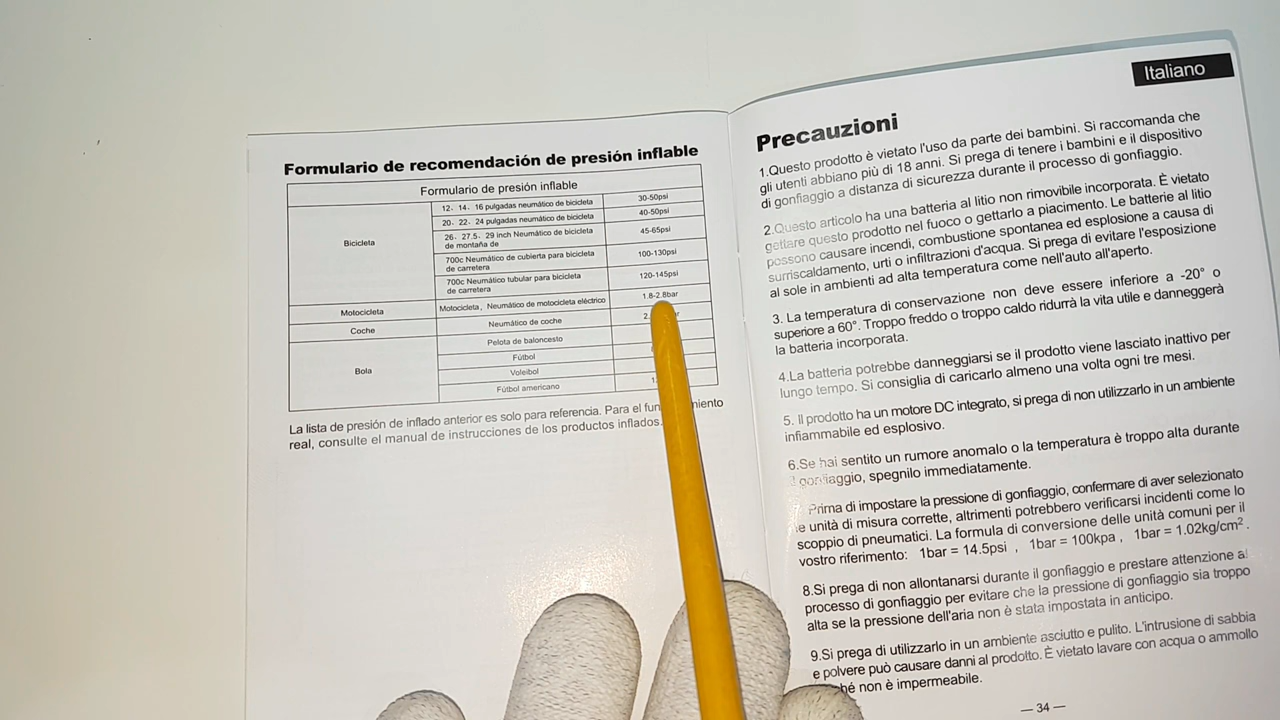 Formulario de recomendación de presión inflable
Formulario de presión inflable
Bicicleta
12、14、16 pulgadas neumático de bicicleta 30-50psi
20、22、24 pulgadas neumático de bicicleta 40-50psi
26、27.5、29 inch Neumático de bicicleta
de montaña de 45-65psi
700c Neumático de cubierta para bicicleta
de carretera 100-130psi
700c Neumático tubular para bicicleta
de carretera 120-145psi
Motocicleta Motocicleta、Neumático de motocicleta eléctrico 1.8-2.8bar
Coche Neumático de coche
Bola
Pelota de baloncesto
Fútbol
Voleibol
Fútbol americano
La lista de presión de inflado anterior es solo para referencia. Para el
real, consulte el manual de instrucciones de los productos inflados.
Italiano
Precauzioni
1.Questo prodotto è vietato l'uso da parte dei bambini. Si raccomanda che
gli utenti abbiano più di 18 anni. Si prega di tenere i bambini e il dispositivo
di gonfiaggio a distanza di sicurezza durante il processo di gonfiaggio.
2.Questo articolo ha una batteria al litio non rimovibile incorporata. È vietato
gettare questo prodotto nel fuoco o gettarlo a piacimento. Le batterie al litio
possono causare incendi, combustione spontanea ed esplosione a causa di
surriscaldamento, urti o infiltrazioni d'acqua. Si prega di evitare l'esposizione
al sole in ambienti ad alta temperatura come nell'auto all'aperto.
3. La temperatura di conservazione non deve essere inferiore a -20° o
superiore a 60°. Troppo freddo o troppo caldo ridurrà la vita utile e danneggerà
la batteria incorporata.
4.La batteria potrebbe danneggiarsi se il prodotto viene lasciato inattivo per
lungo tempo. Si consiglia di caricarlo almeno una volta ogni tre mesi.
5. Il prodotto ha un motore DC integrato, si prega di non utilizzarlo in un ambiente
infiammabile ed esplosivo.
6.Se hai sentito un rumore anomalo o la temperatura è troppo alta durante
il gonfiaggio, spegnilo immediatamente.
Prima di impostare la pressione di gonfiaggio, confermare di aver selezionato
le unità di misura corrette, altrimenti potrebbero verificarsi incidenti come lo
scoppio di pneumatici. La formula di conversione delle unità comuni per il
vostro riferimento: 1bar = 14.5psi , 1bar = 100kpa , 1bar = 1.02kg/cm².
8.Si prega di non allontanarsi durante il gonfiaggio e prestare attenzione al
processo di gonfiaggio per evitare che la pressione di gonfiaggio sia troppo
alta se la pressione dell'aria non è stata impostata in anticipo.
9.Si prega di utilizzarlo in un ambiente asciutto e pulito. L'intrusione di sabbia
e polvere può causare danni al prodotto. È vietato lavare con acqua o ammollo
non è impermeabile.
— 34 —